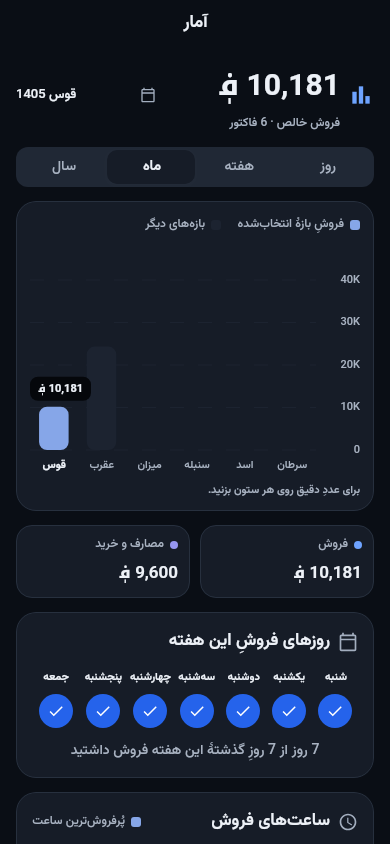 آمار
10,181 ؋
قوس 1405
فروش خالص · 6 فاکتور
روز
هفته
ماه
سال
فروشِ بازهٔ انتخاب‌شده
بازه‌های دیگر
40K
30K
20K
10K
0
10,181 ؋
سرطان
اسد
سنبله
میزان
عقرب
قوس
برای عددِ دقیق روی هر ستون بزنید.
فروش
10,181 ؋
مصارف و خرید
9,600 ؋
روزهای فروشِ این هفته
شنبه
یکشنبه
دوشنبه
سه‌شنبه
چهارشنبه
پنجشنبه
جمعه
7 روز از 7 روزِ گذشتهٔ این هفته فروش داشتید
ساعت‌های فروش
پُرفروش‌ترین ساعت